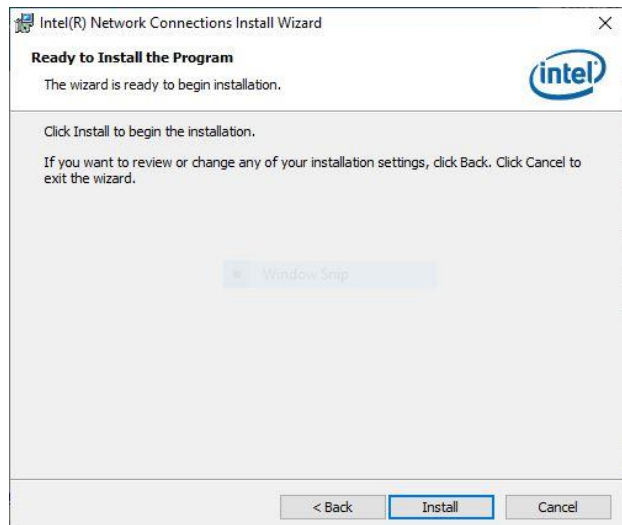 Intel(R) Network Connections Install Wizard
Ready to Install the Program
The wizard is ready to begin installation.
intel
Click Install to begin the installation.
If you want to review or change any of your installation settings, click Back. Click Cancel to
exit the wizard.
Window Snip
< Back
Install
Cancel